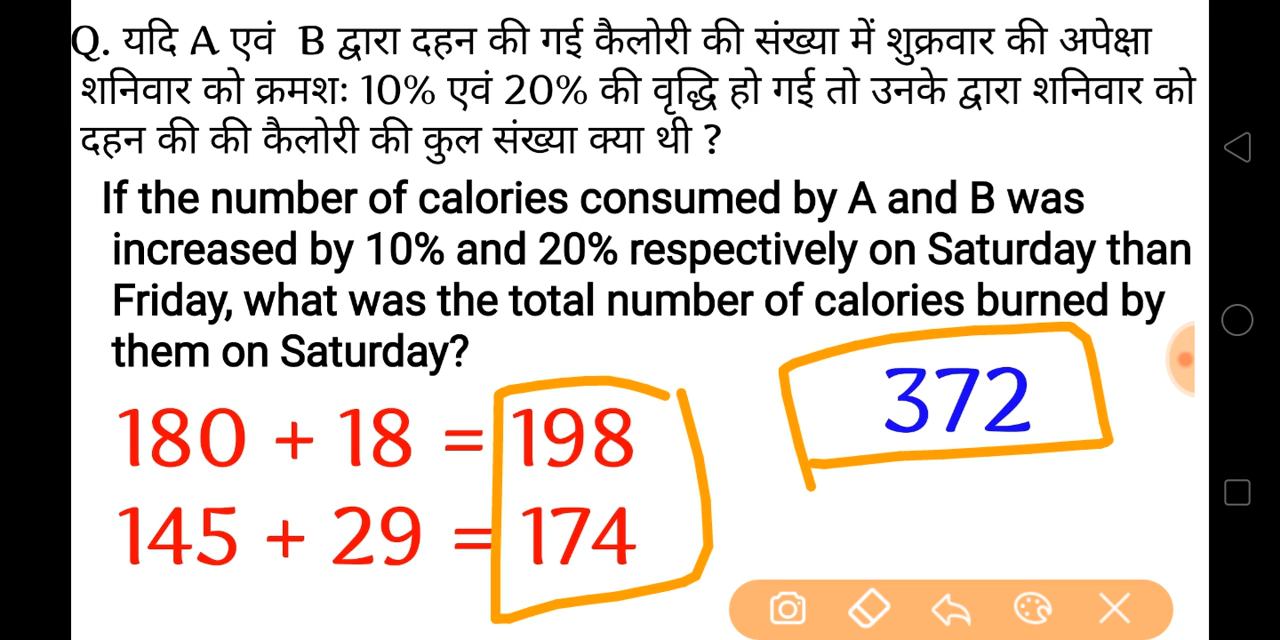 Q. यदि A एवं B द्वारा दहन की गई कैलोरी की संख्या में शुक्रवार की अपेक्षा
शनिवार को क्रमशः 10% एवं 20% की वृद्धि हो गई तो उनके द्वारा शनिवार को
दहन की की कैलोरी की कुल संख्या क्या थी ?
If the number of calories consumed by A and B was
increased by 10% and 20% respectively on Saturday than
Friday, what was the total number of calories burned by
them on Saturday?
372
180 + 18 = 198
145 + 29 = 174